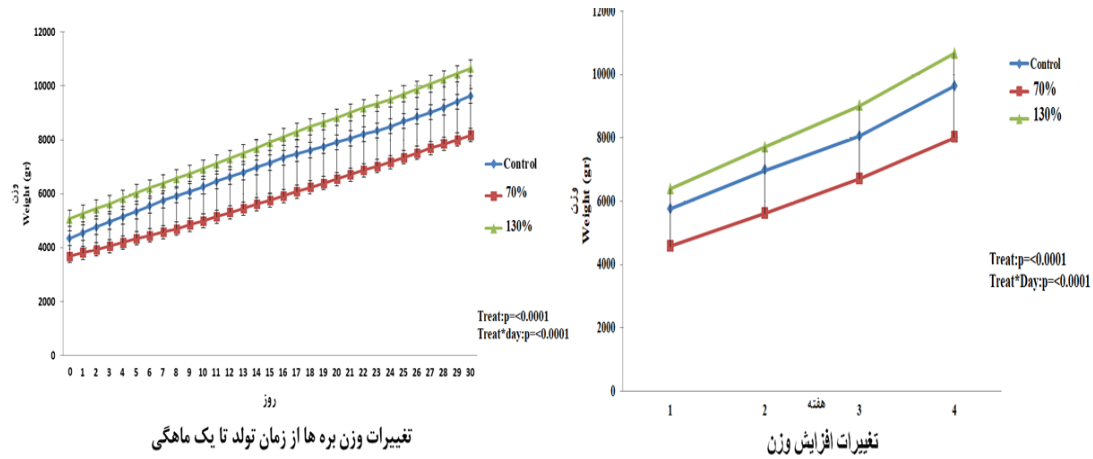 12000
10000
8000
6000
4000
2000
0
وزن
Weight (gr)
0 1 2 3 4 5 6 7 8 9 10 11 12 13 14 15 16 17 18 19 20 21 22 23 24 25 26 27 28 29 30
روز
Control
70%
130%
Treat:p=<0.0001
Treat*day:p=<0.0001
تغییرات وزن بره ها از زمان تولد تا یک ماهگی
12000
10000
8000
6000
4000
2000
0
وزن
Weight (gr)
1 2 3 4
هفته
Control
70%
130%
Treat:p=<0.0001
Treat*Day:p=<0.0001
تغییرات افزایش وزن